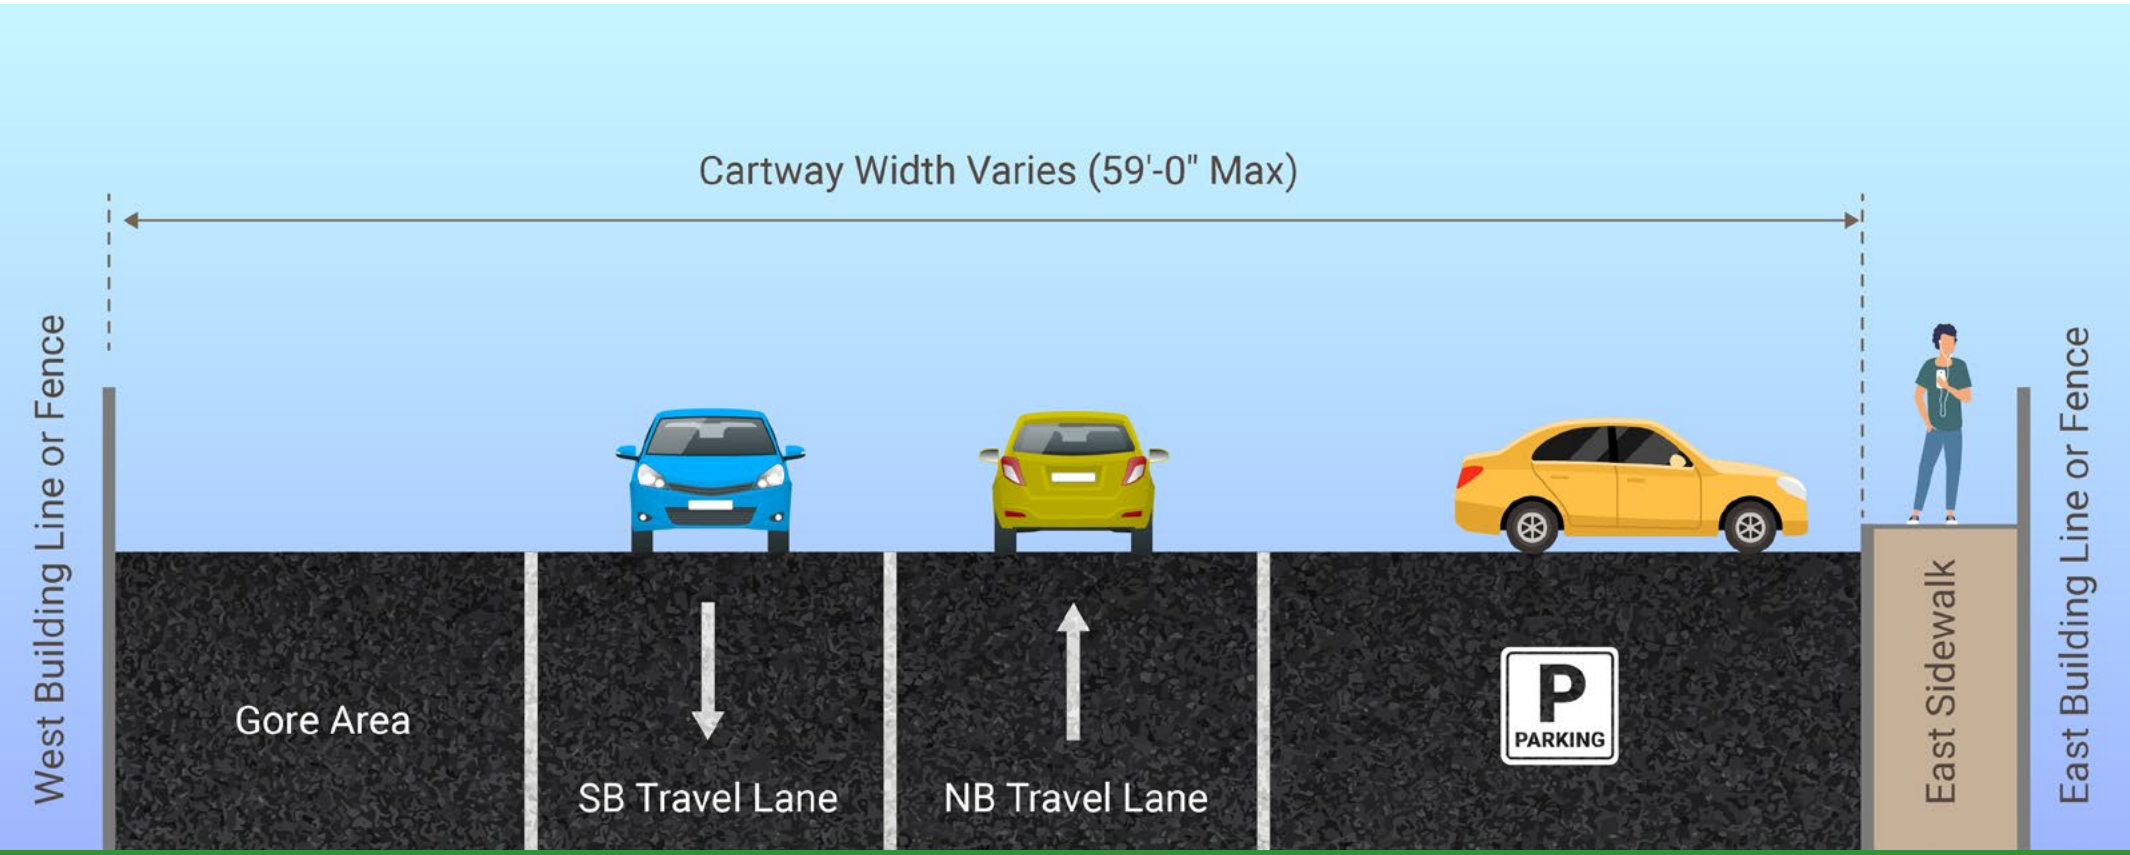 Cartway Width Varies (59'-0" Max)
West Building Line or Fence
Gore Area
SB Travel Lane
NB Travel Lane
P
PARKING
East Sidewalk
East Building Line or Fence